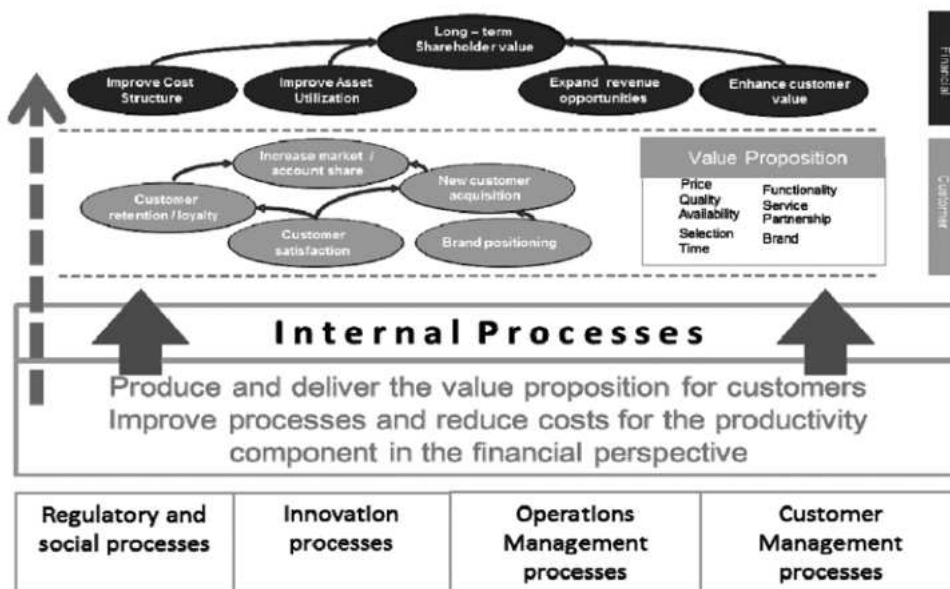 Long – term
Shareholder value
Improve Cost
Structure
Improve Asset
Utilization
Expand revenue
opportunities
Enhance customer
value
Financial
Increase market /
account share
Customer
retention / loyalty
New customer
acquisition
Customer
satisfaction
Brand positioning
Value Proposition
Price
Quality
Availability
Selection
Time
Functionality
Service
Partnership
Brand
Customer
Internal Processes
Produce and deliver the value proposition for customers
Improve processes and reduce costs for the productivity
component in the financial perspective
Regulatory and
social processes
Innovation
processes
Operations
Management
processes
Customer
Management
processes